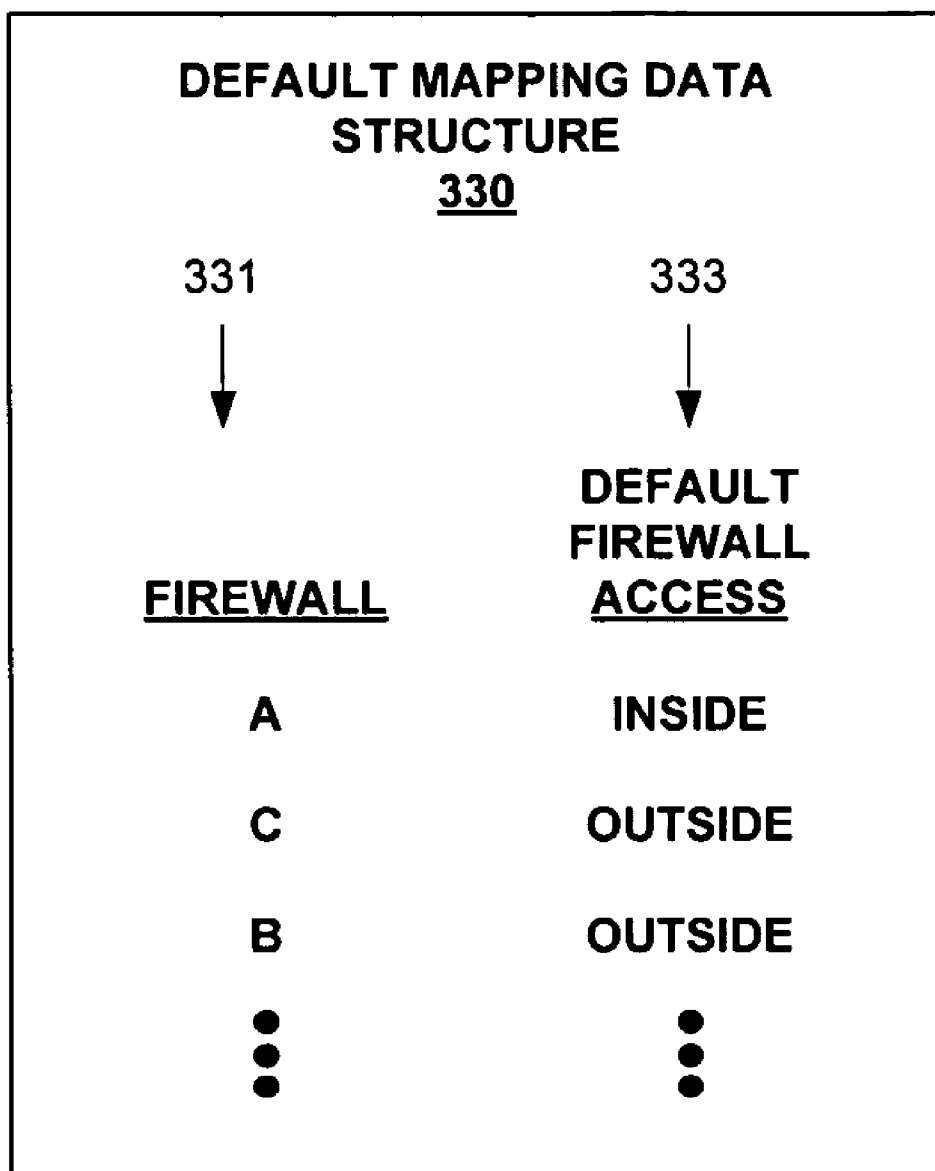 DEFAULT MAPPING DATA
STRUCTURE
330
331 333
DEFAULT
FIREWALL
FIREWALL ACCESS
A INSIDE
C OUTSIDE
B OUTSIDE